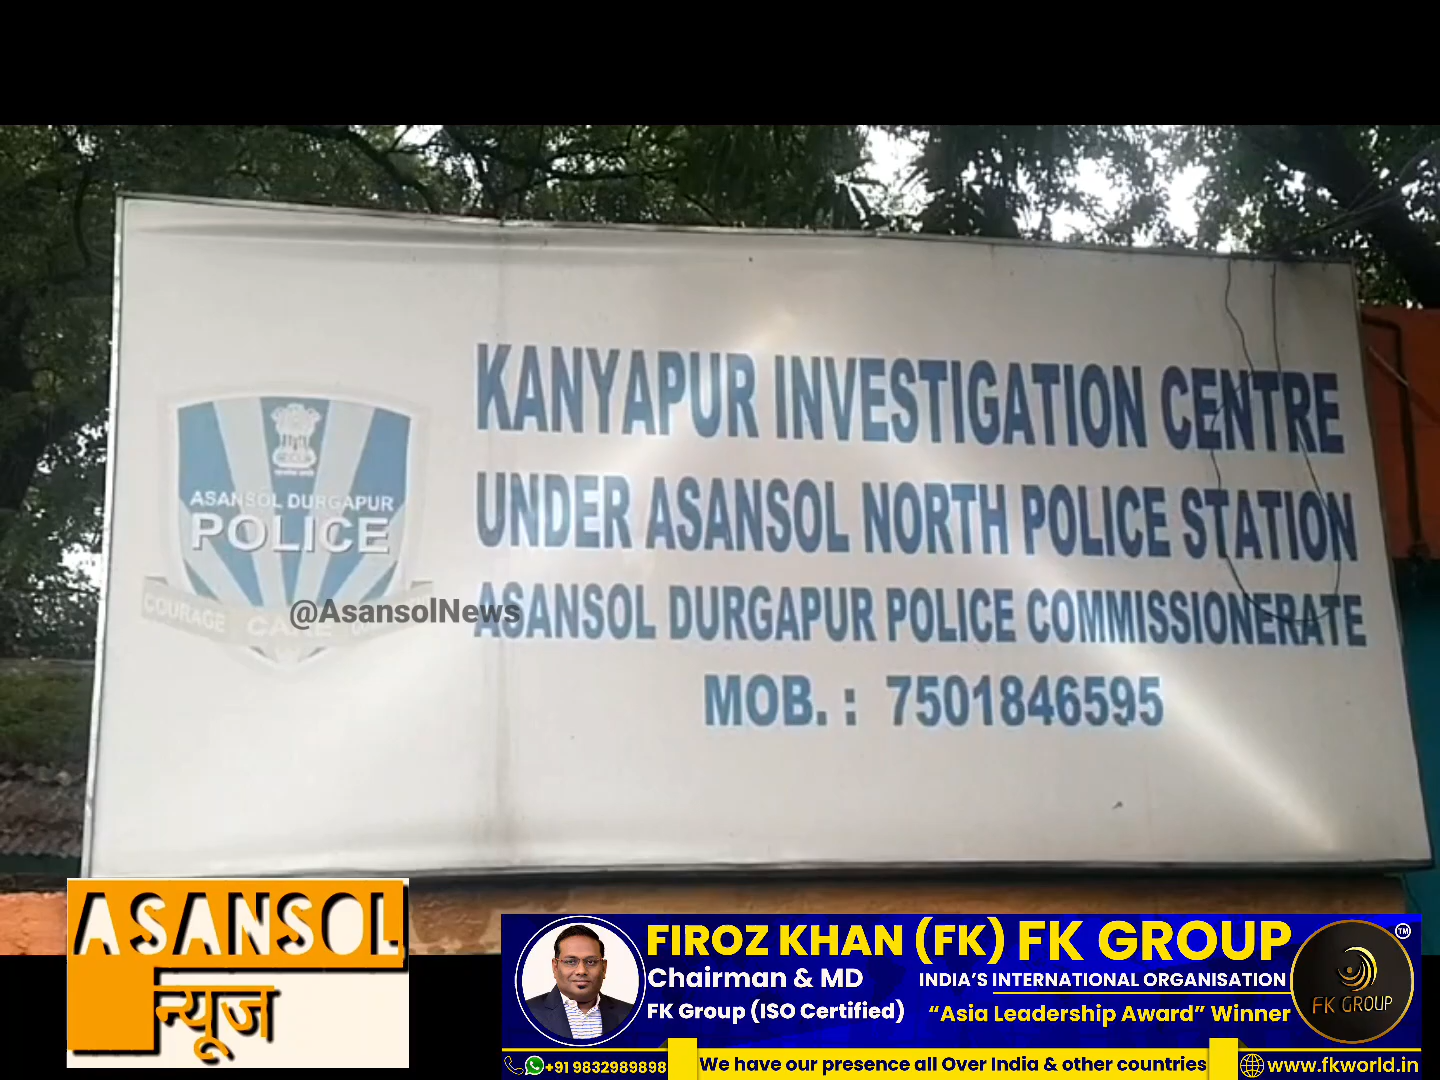 KANYAPUR INVESTIGATION CENTRE
UNDER ASANSOL NORTH POLICE STATION
ASANSOL DURGAPUR POLICE COMMISSIONERATE
MOB. : 7501846595
ASANSOL DURGAPUR
POLICE
COURAGE CARE
@AsansolNews
ASANSOL
न्यूज
FIROZ KHAN (FK) FK GROUP
Chairman & MD
INDIA'S INTERNATIONAL ORGANISATION
FK Group (ISO Certified)
"Asia Leadership Award" Winner
FK GROUP
TM
+91 9832989898
We have our presence all Over India & other countries
www.fkworld.in